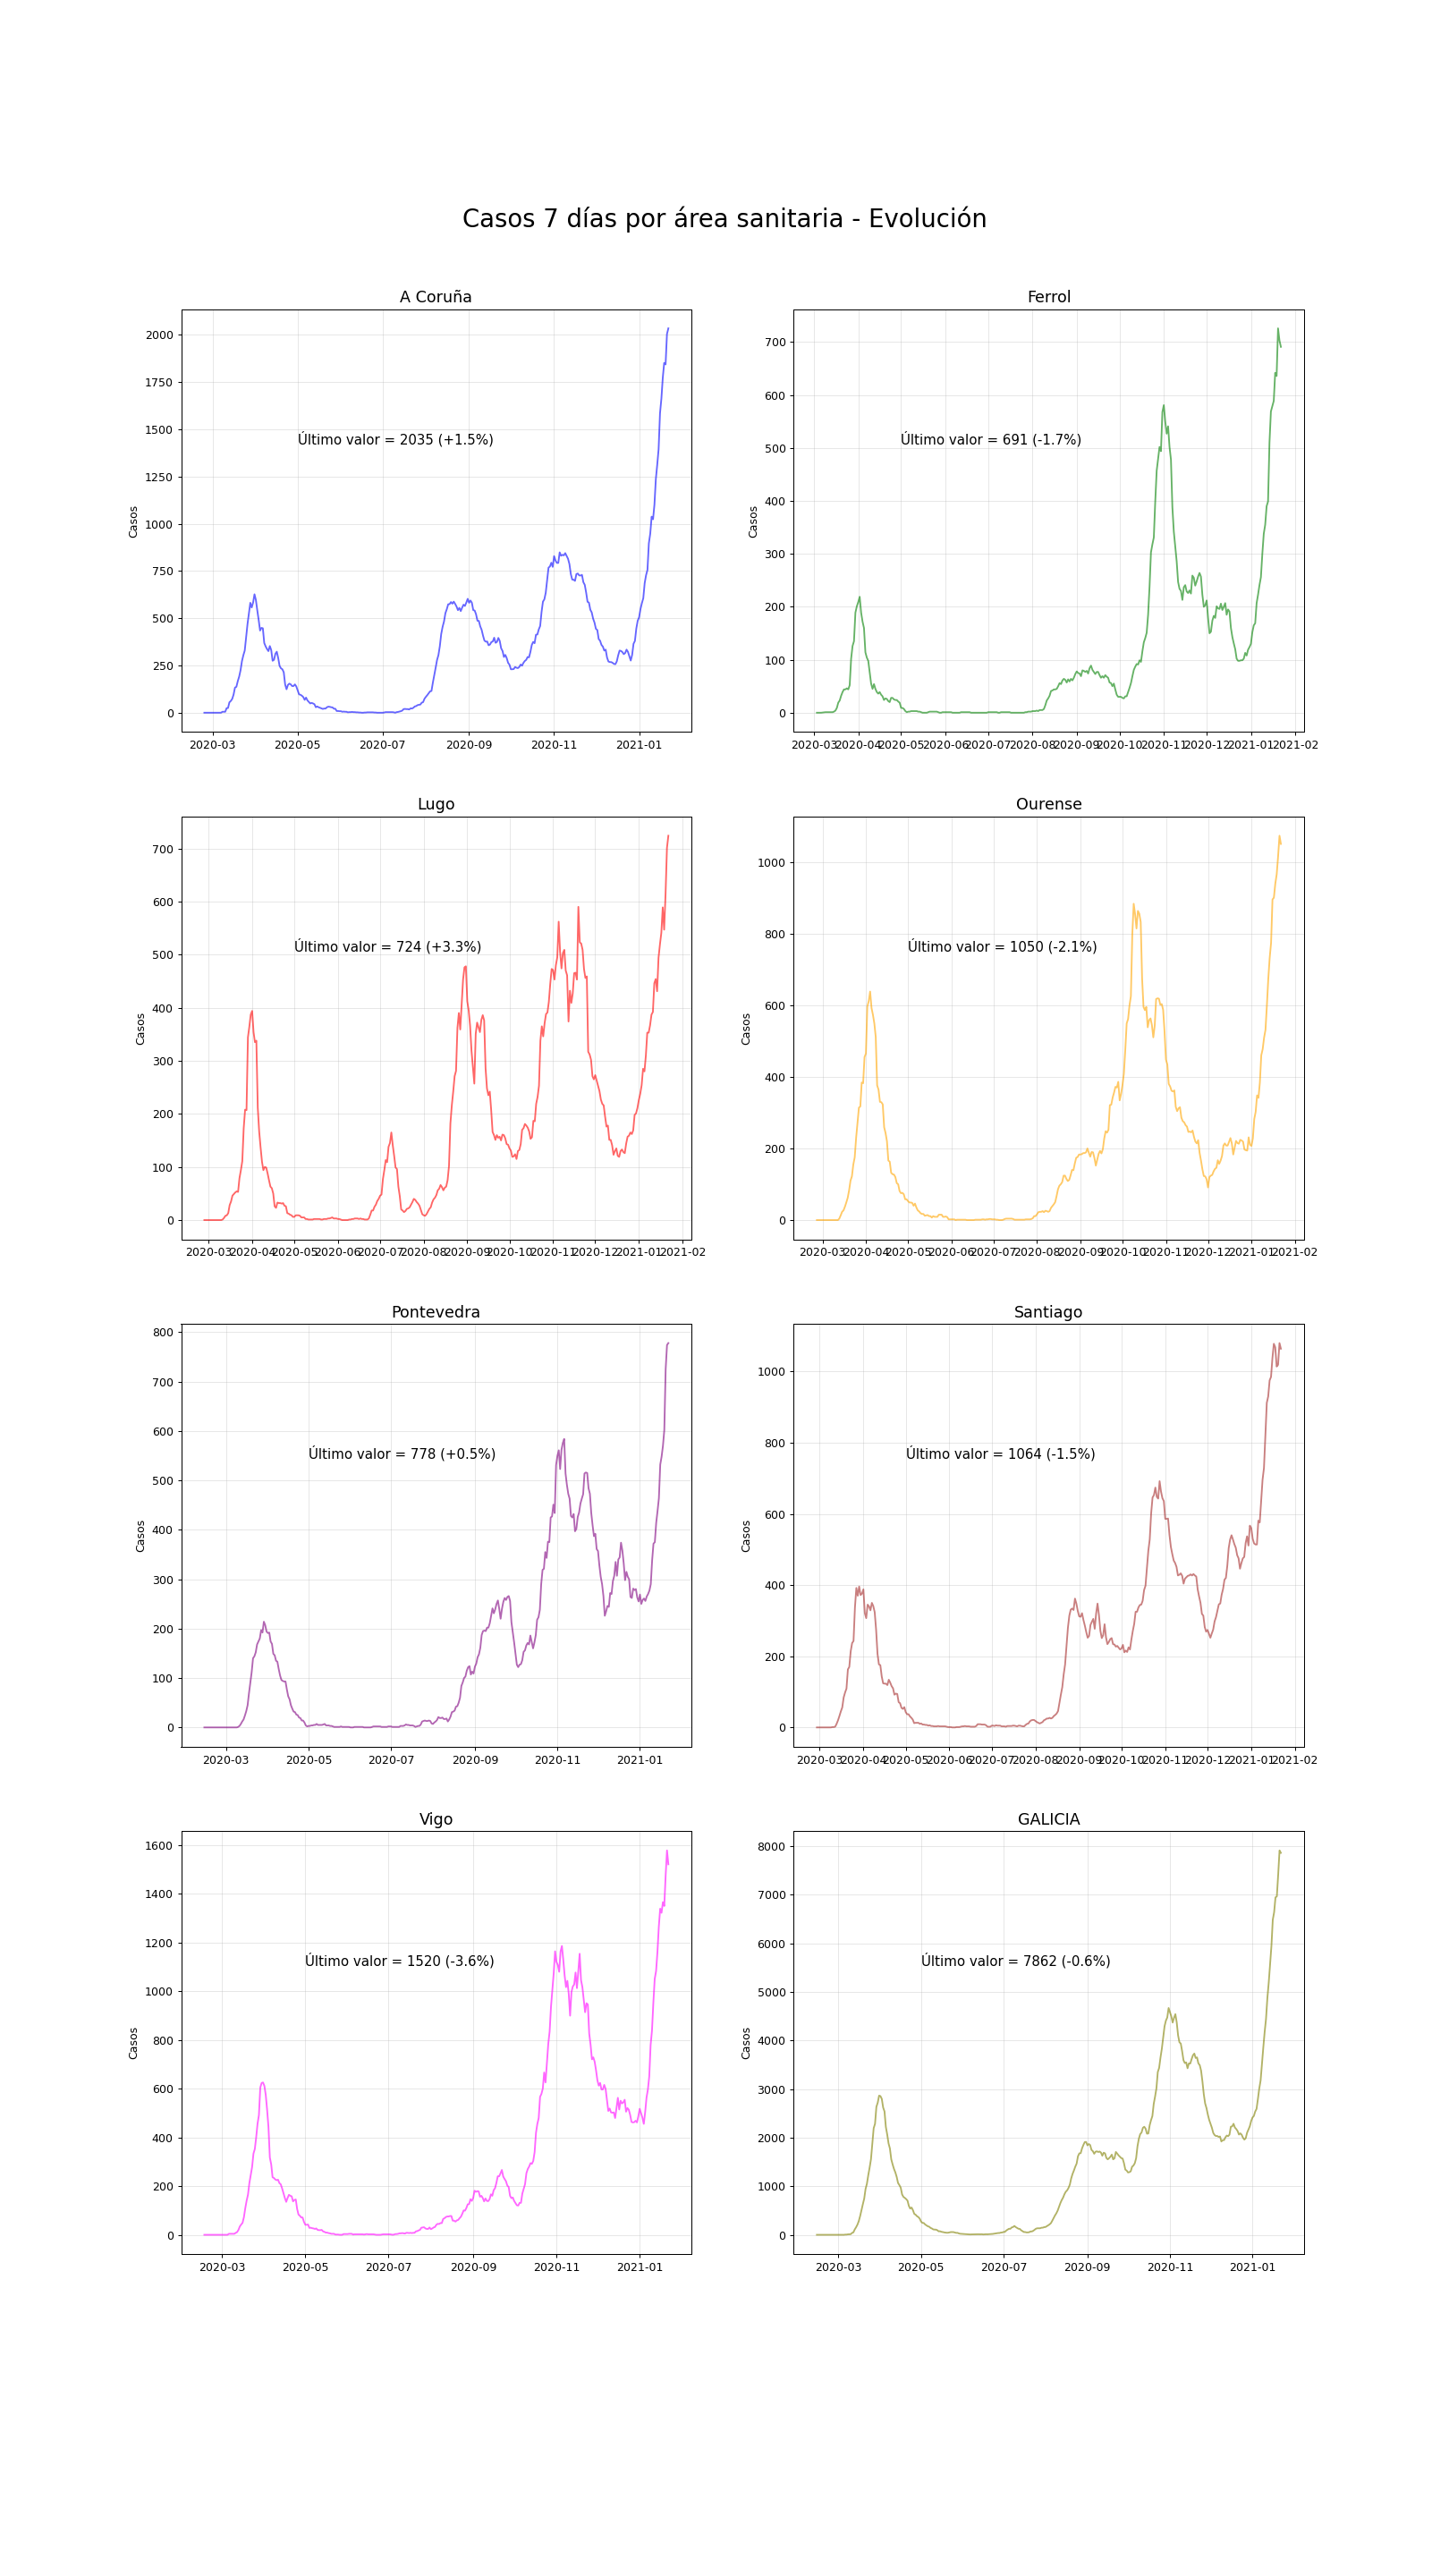 Casos 7 días por área sanitaria - Evolución
A Coruña
2000
1750
1500
1250
1000
750
500
250
0
Casos
Último valor = 2035 (+1.5%)
2020-03 2020-05 2020-07 2020-09 2020-11 2021-01
Ferrol
700
600
500
400
300
200
100
0
Casos
Último valor = 691 (-1.7%)
2020-03 2020-04 2020-05 2020-06 2020-07 2020-08 2020-09 2020-10 2020-11 2020-12 2021-01 2021-02
Lugo
700
600
500
400
300
200
100
0
Casos
Último valor = 724 (+3.3%)
2020-03 2020-04 2020-05 2020-06 2020-07 2020-08 2020-09 2020-10 2020-11 2020-12 2021-01 2021-02
Ourense
1000
800
600
400
200
0
Casos
Último valor = 1050 (-2.1%)
2020-03 2020-04 2020-05 2020-06 2020-07 2020-08 2020-09 2020-10 2020-11 2020-12 2021-01 2021-02
Pontevedra
800
700
600
500
400
300
200
100
0
Casos
Último valor = 778 (+0.5%)
2020-03 2020-05 2020-07 2020-09 2020-11 2021-01
Santiago
1000
800
600
400
200
0
Casos
Último valor = 1064 (-1.5%)
2020-03 2020-04 2020-05 2020-06 2020-07 2020-08 2020-09 2020-10 2020-11 2020-12 2021-01 2021-02
Vigo
1600
1400
1200
1000
800
600
400
200
0
Casos
Último valor = 1520 (-3.6%)
2020-03 2020-05 2020-07 2020-09 2020-11 2021-01
GALICIA
8000
7000
6000
5000
4000
3000
2000
1000
0
Casos
Último valor = 7862 (-0.6%)
2020-03 2020-05 2020-07 2020-09 2020-11 2021-01